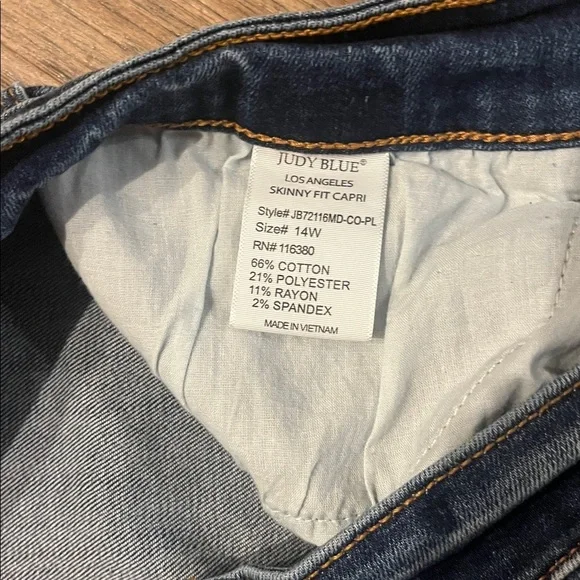 JUDY BLUE®
LOS ANGELES
SKINNY FIT CAPRI
Style# JB72116MD-CO-PL
Size# 14W
RN# 116380
66% COTTON
21% POLYESTER
11% RAYON
2% SPANDEX
MADE IN VIETNAM